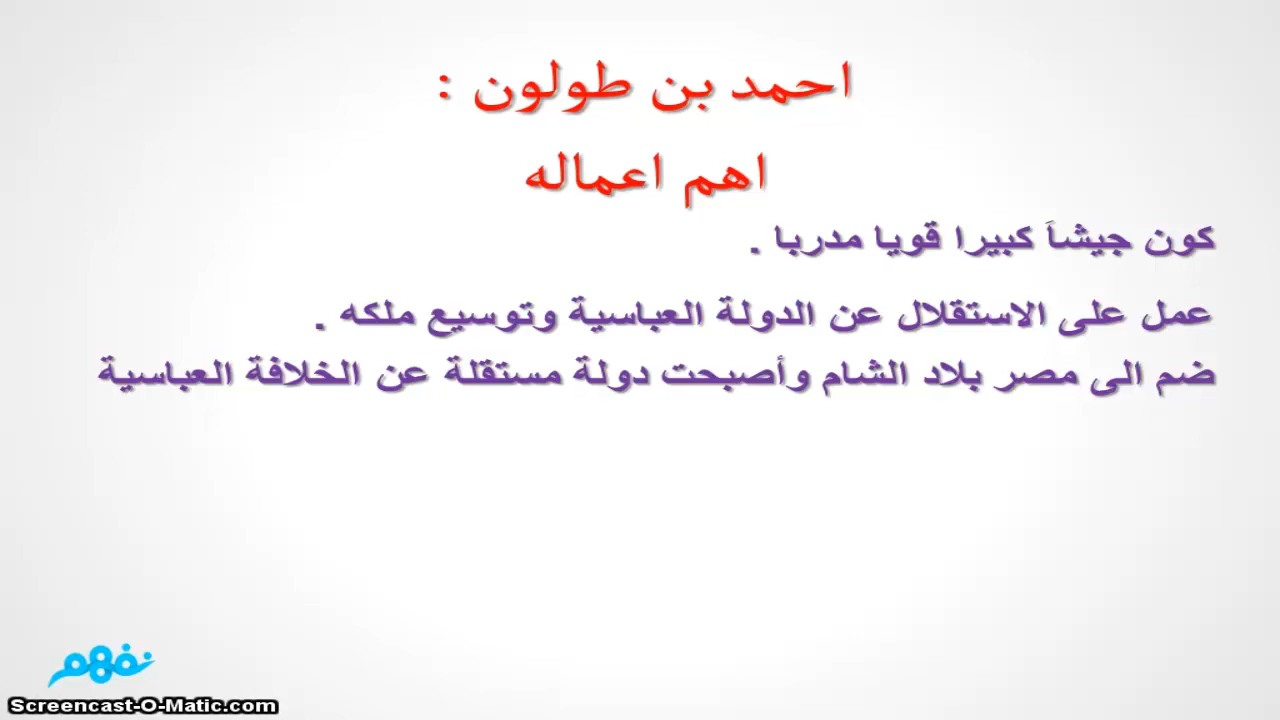 احمد بن طولون :
اهم اعماله
كون جيشاَ كبيرا قويا مدربا .
عمل على الاستقلال عن الدولة العباسية وتوسيع ملكه .
ضم الى مصر بلاد الشام وأصبحت دولة مستقلة عن الخلافة العباسية
نفهم
Screencast-O-Matic.com